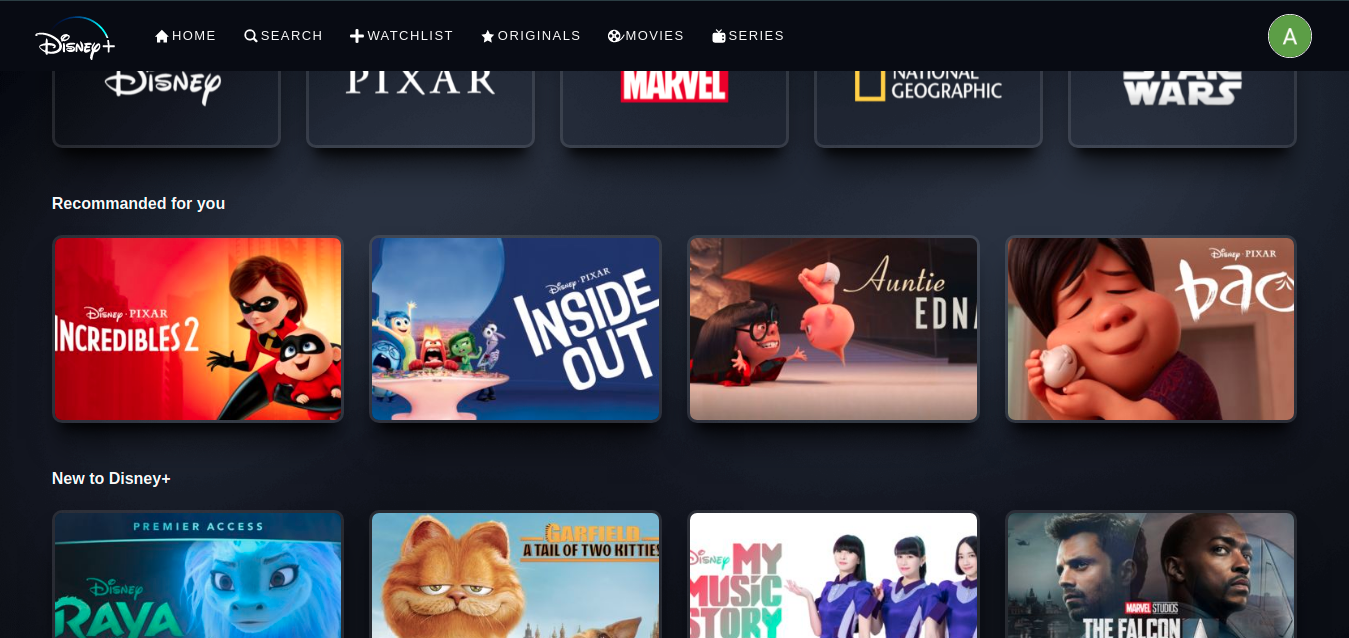 Disney+
HOME SEARCH WATCHLIST ORIGINALS MOVIES SERIES A
Disney PIXAR MARVEL NATIONAL GEOGRAPHIC STAR WARS
Recommanded for you
Disney · PIXAR
INCREDIBLES 2
Disney · PIXAR
INSIDE
OUT
Auntie
EDNA
Disney · PIXAR
bao
New to Disney+
PREMIER ACCESS
Disney
RAYA
GARFIELD
A TAIL OF TWO KITTIES
Disney MY
MUSIC
STORY
MARVEL STUDIOS
THE FALCON